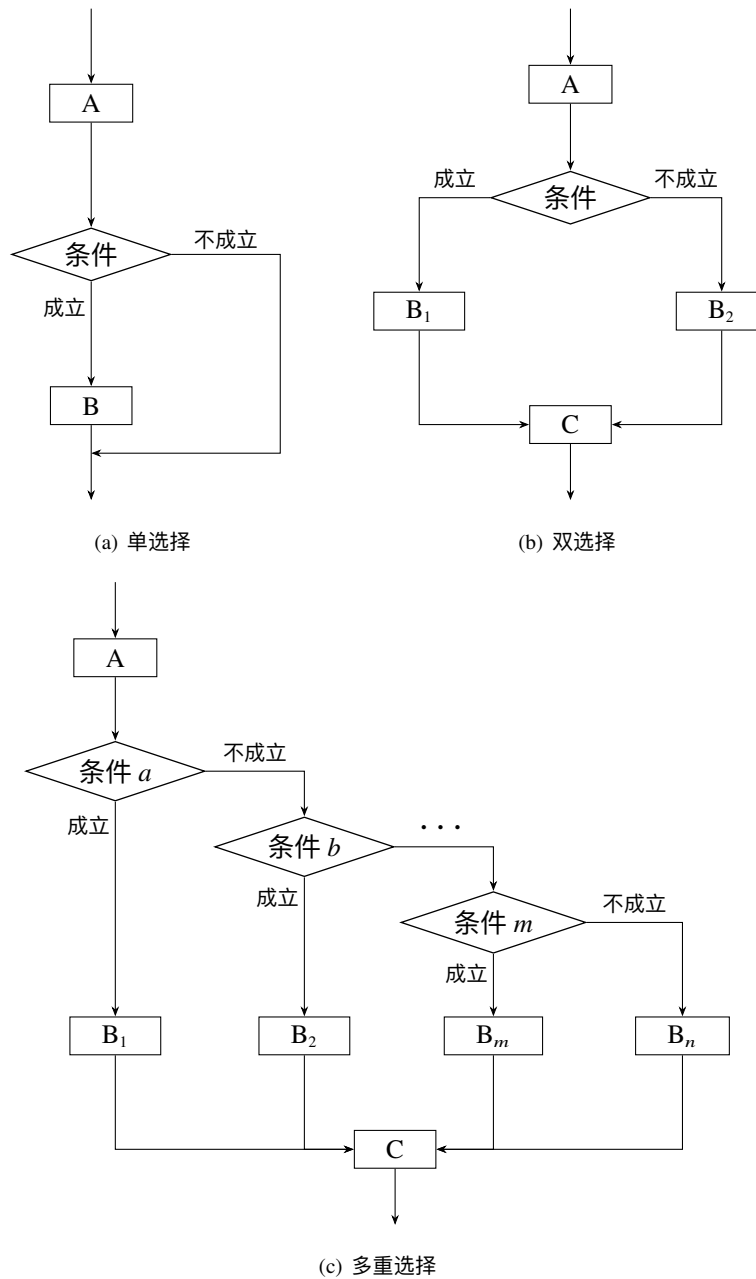 A
条件
不成立
成立
B
(a) 单选择
A
成立
条件
不成立
B₁
B₂
C
(b) 双选择
A
条件 a
不成立
成立
条件 b
···
成立
条件 m
不成立
成立
B₁
B₂
Bₘ
Bₙ
C
(c) 多重选择